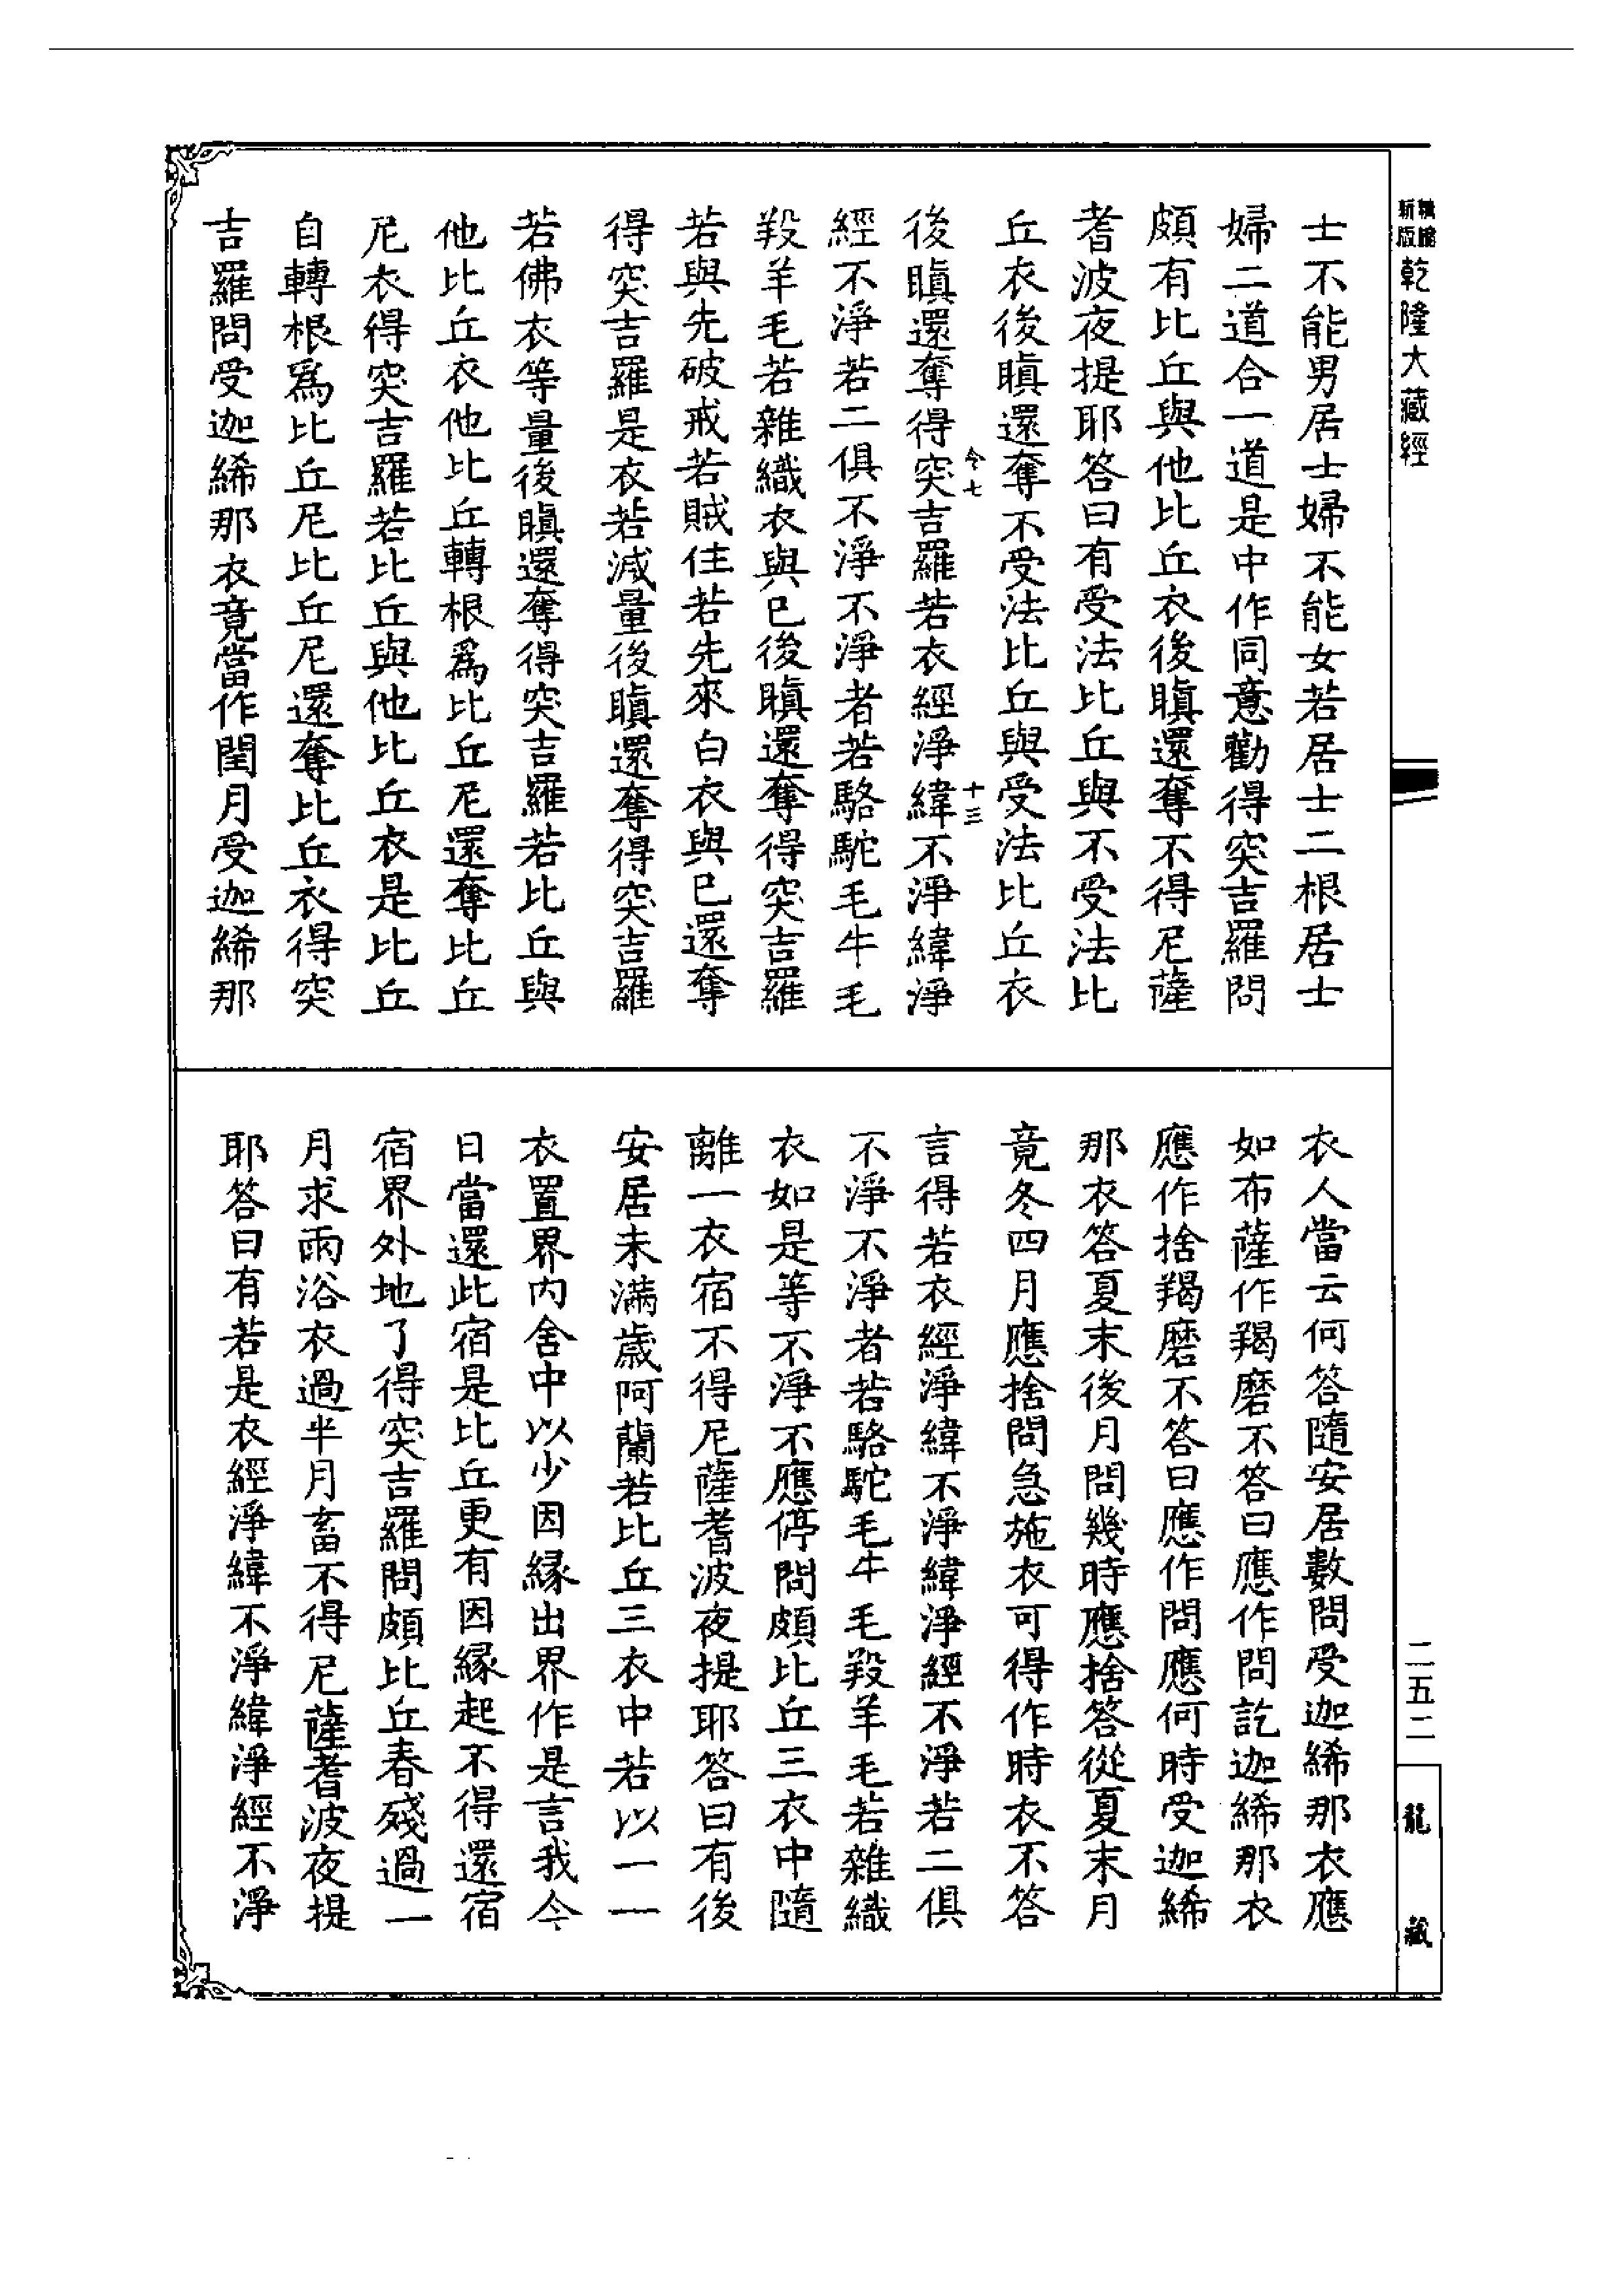 新版
精縮
乾隆大藏經
士不能男居士婦不能女若居士二根居士
婦二道合一道是中作同意勸得突吉羅問
頗有比丘與他比丘衣後瞋還奪不得尼薩
耆波夜提耶答曰有受法比丘與不受法比
丘衣後瞋還奪不受法比丘與受法比丘衣
令七
十三
後瞋還奪得突吉羅若衣經淨緯不淨緯淨
經不淨若二俱不淨不淨者若駱駝毛牛毛
羖羊毛若雜織衣與已後瞋還奪得突吉羅
若與先破戒若賊住若先來白衣與已還奪
得突吉羅是衣若減量後瞋還奪得突吉羅
若佛衣等量後瞋還奪得突吉羅若比丘與
他比丘衣他比丘轉根爲比丘尼還奪比丘
尼衣得突吉羅若比丘與他比丘衣是比丘
自轉根爲比丘尼比丘尼還奪比丘衣得突
吉羅問受迦絺那衣竟當作閏月受迦絺那
衣人當云何答隨安居數問受迦絺那衣應
如布薩作羯磨不答曰應作問訖迦絺那衣
應作捨羯磨不答曰應作問應何時受迦絺
那衣答夏末後月問幾時應捨答從夏末月
竟冬四月應捨問急施衣可得作時衣不答
言得若衣經淨緯不淨緯淨經不淨若二俱
不淨不淨者若駱駝毛牛毛羖羊毛若雜織
衣如是等不淨不應停問頗比丘三衣中隨
離一衣宿不得尼薩耆波夜提耶答曰有後
安居未滿歲阿蘭若比丘三衣中若以一一
衣置界內舍中以少因縁出界作是言我今
日當還此宿是比丘更有因縁起不得還宿
宿界外地了得突吉羅問頗比丘春殘過一
月求雨浴衣過半月畜不得尼薩耆波夜提
耶答曰有若是衣經淨緯不淨緯淨經不淨
二五二
龍藏